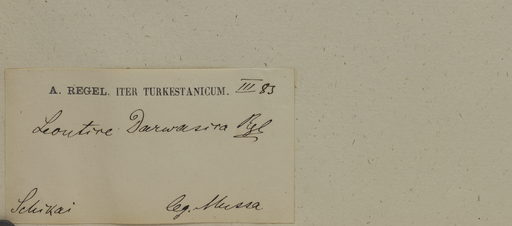 A. REGEL. ITER TURKESTANICUM. III 83
Leontice Darwasica Rgl
Schikai Cg. Mussa